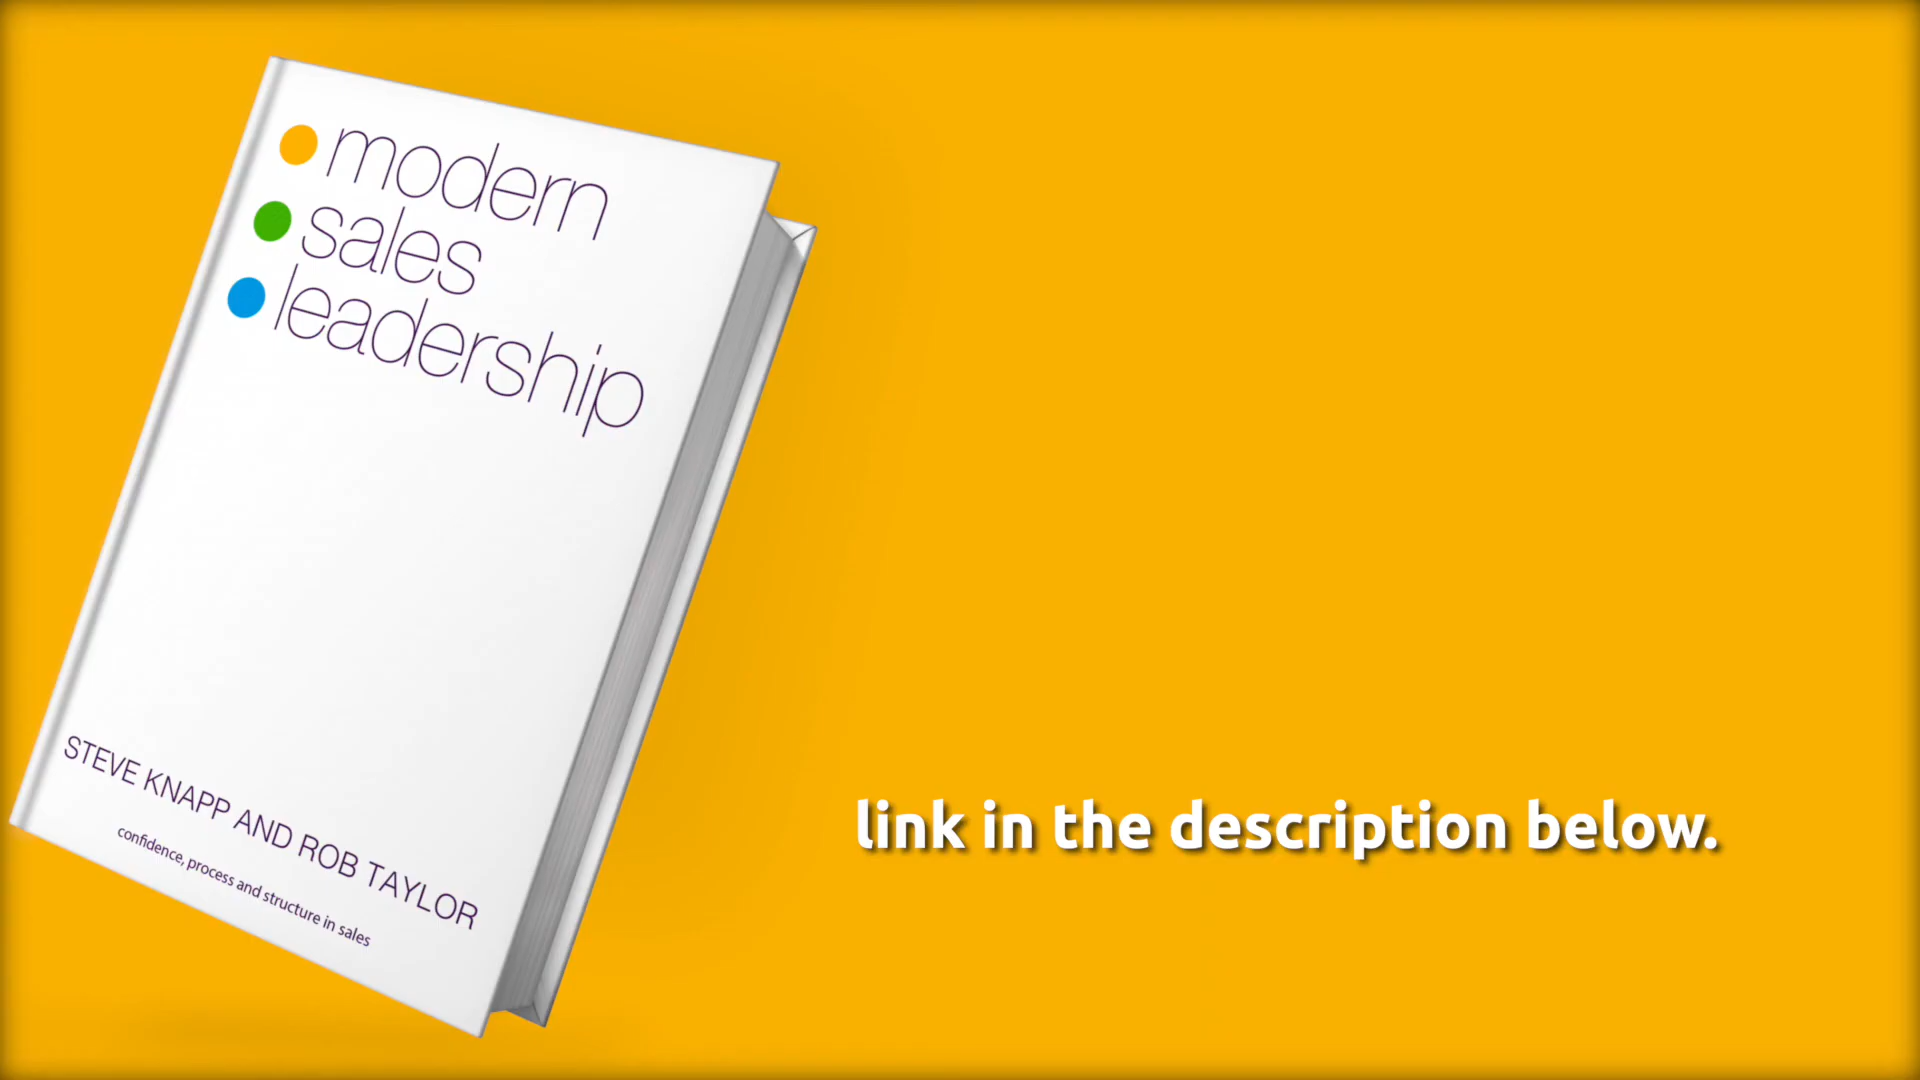 modern
sales
leadership
STEVE KNAPP AND ROB TAYLOR
confidence, process and structure in sales
link in the description below.